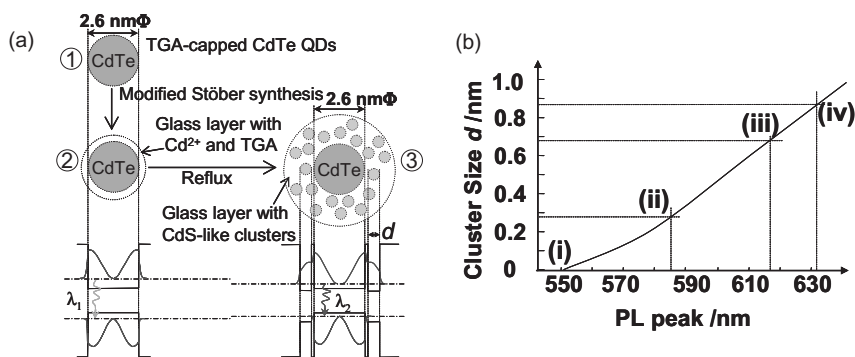 (a)
2.6 nmΦ
TGA-capped CdTe QDs
①
CdTe
Modified Stöber synthesis
Glass layer with
Cd²⁺ and TGA
②
CdTe
Reflux
2.6 nmΦ
CdTe
③
Glass layer with
CdS-like clusters
d
λ₁
λ₂
(b)
Cluster Size d /nm
1.0
0.8
0.6
0.4
0.2
0
(i)
(ii)
(iii)
(iv)
550 570 590 610 630
PL peak /nm